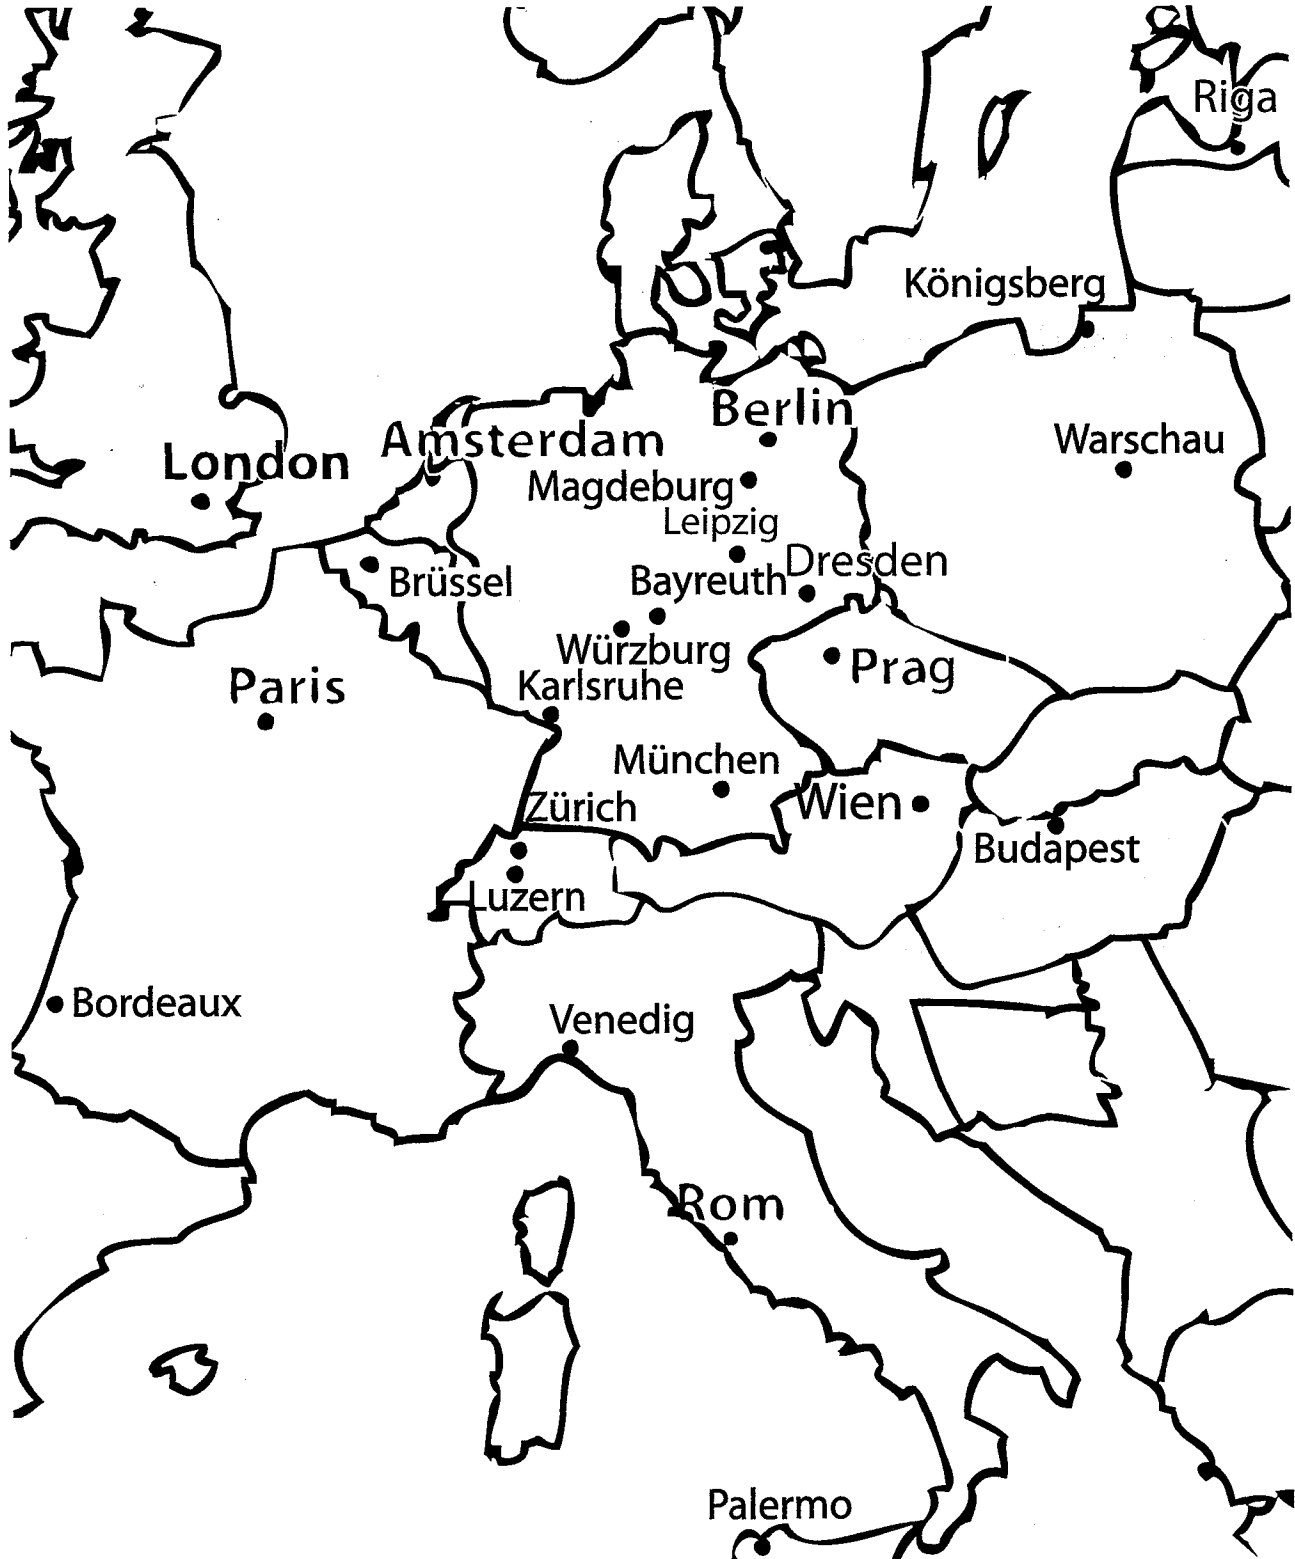 Riga
Königsberg
Berlin
Amsterdam
Warschau
London
Magdeburg
Leipzig
Dresden
Brüssel
Bayreuth
Würzburg
Prag
Paris
Karlsruhe
München
Zürich
Wien
Budapest
Luzern
Bordeaux
Venedig
Rom
Palermo